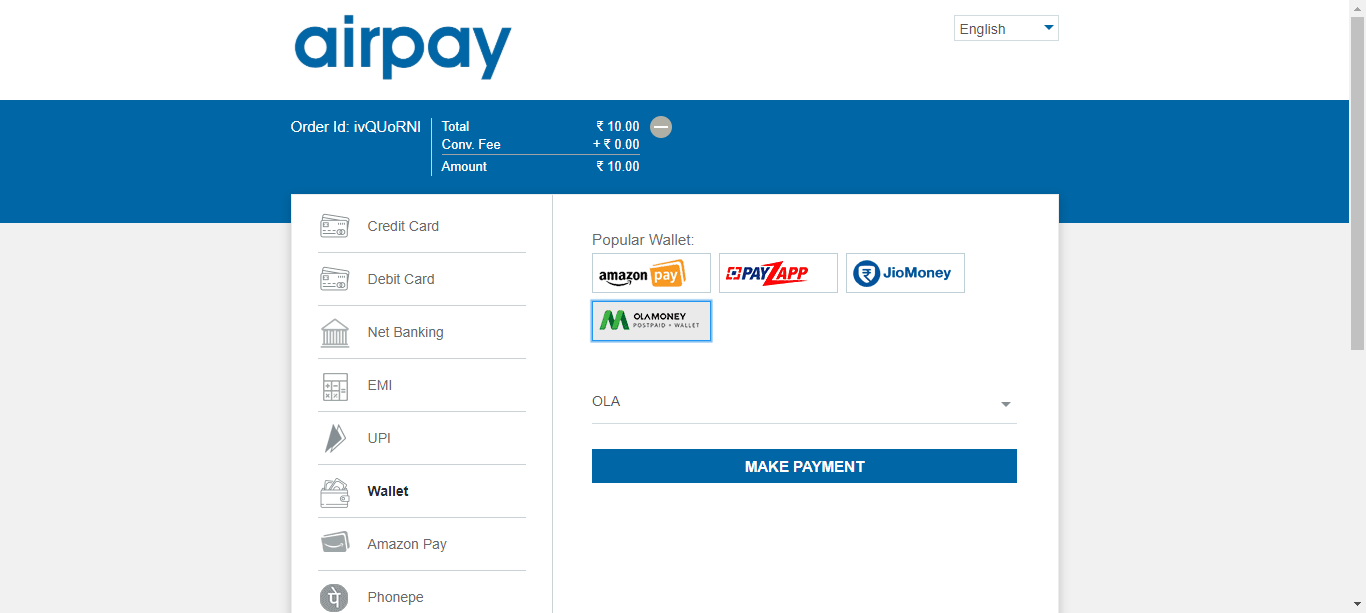 airpay
English
Order Id: ivQUoRNI
Total ₹ 10.00
Conv. Fee + ₹ 0.00
Amount ₹ 10.00
Credit Card
Debit Card
Net Banking
EMI
UPI
Wallet
Amazon Pay
पे Phonepe
Popular Wallet:
amazon pay
PAYZAPP
₹ JioMoney
OLAMONEY
POSTPAID + WALLET
OLA
MAKE PAYMENT